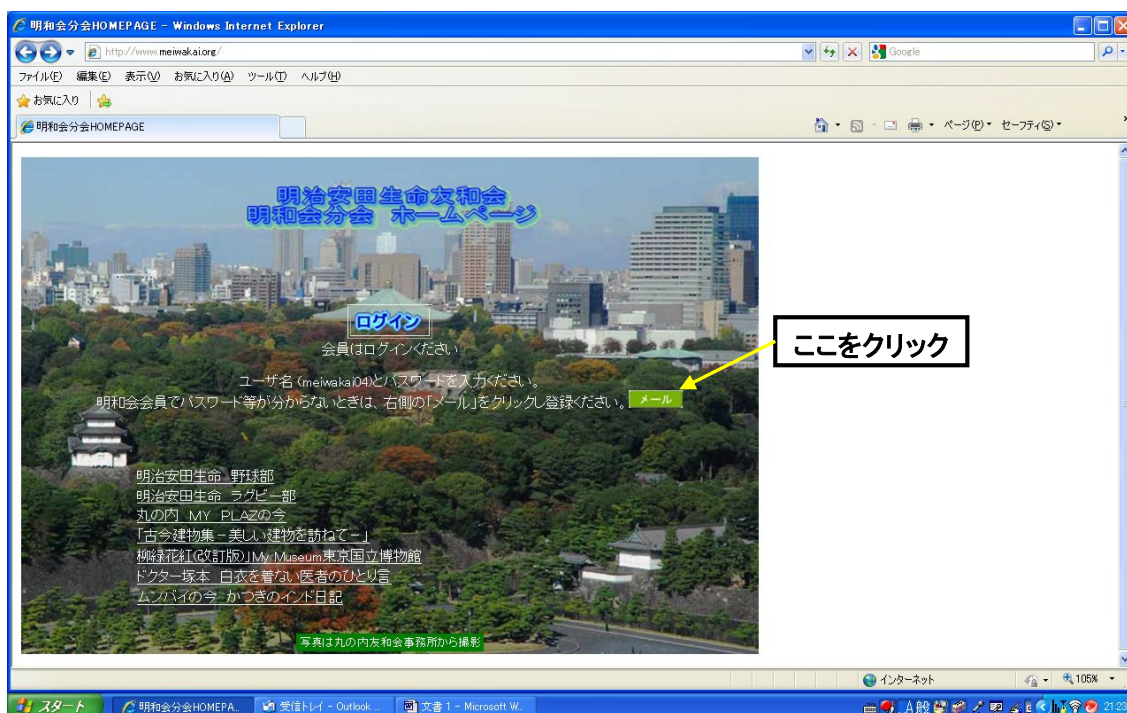 明和会分会HOMEPAGE - Windows Internet Explorer
http://www.meiwakai.org/
Google
ファイル(F) 編集(E) 表示(V) お気に入り(A) ツール(T) ヘルプ(H)
お気に入り
明和会分会HOMEPAGE
ページ(P) セーフティ(S)
明治安田生命友和会
明和会分会 ホームページ
ログイン
会員はログインください
ここをクリック
ユーザ名(meiwakai04)とパスワードを入力ください。
明和会会員でパスワード等が分からないときは、右側の「メール」をクリックし登録ください。 メール
明治安田生命 野球部
明治安田生命 ラグビー部
丸の内 MY PLAZの今
「古今建物集－美しい建物を訪ねて－」
柳緑花紅(改訂版)」My Museum東京国立博物館
ドクター塚本 白衣を着ない医者のひとり言
ムンバイの今 かつきのインド日記
写真は丸の内友和会事務所から撮影
インターネット 105%
スタート 明和会分会HOMEPA... 受信トレイ - Outlook ... 文書 1 - Microsoft W... A 般 21:23